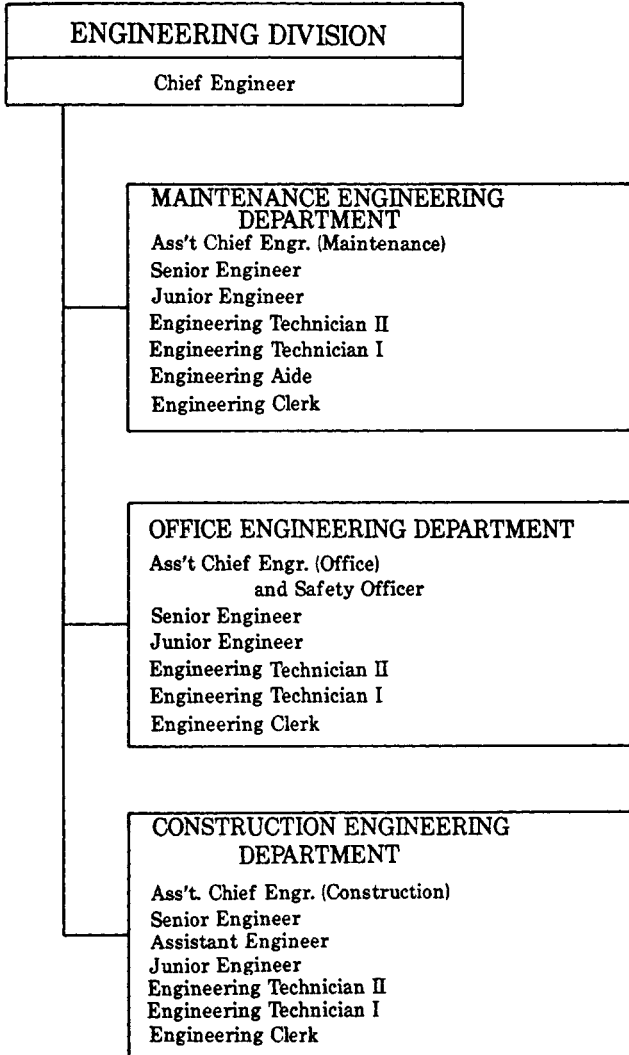 ENGINEERING DIVISION
Chief Engineer
MAINTENANCE ENGINEERING
DEPARTMENT
Ass't Chief Engr. (Maintenance)
Senior Engineer
Junior Engineer
Engineering Technician II
Engineering Technician I
Engineering Aide
Engineering Clerk
OFFICE ENGINEERING DEPARTMENT
Ass't Chief Engr. (Office)
and Safety Officer
Senior Engineer
Junior Engineer
Engineering Technician II
Engineering Technician I
Engineering Clerk
CONSTRUCTION ENGINEERING
DEPARTMENT
Ass't. Chief Engr. (Construction)
Senior Engineer
Assistant Engineer
Junior Engineer
Engineering Technician II
Engineering Technician I
Engineering Clerk